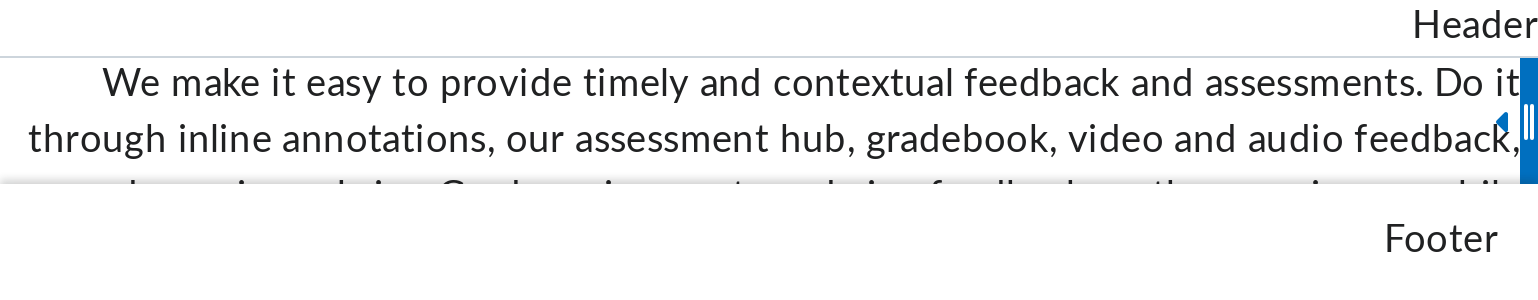 Header
We make it easy to provide timely and contextual feedback and assessments. Do it
through inline annotations, our assessment hub, gradebook, video and audio feedback,
Footer